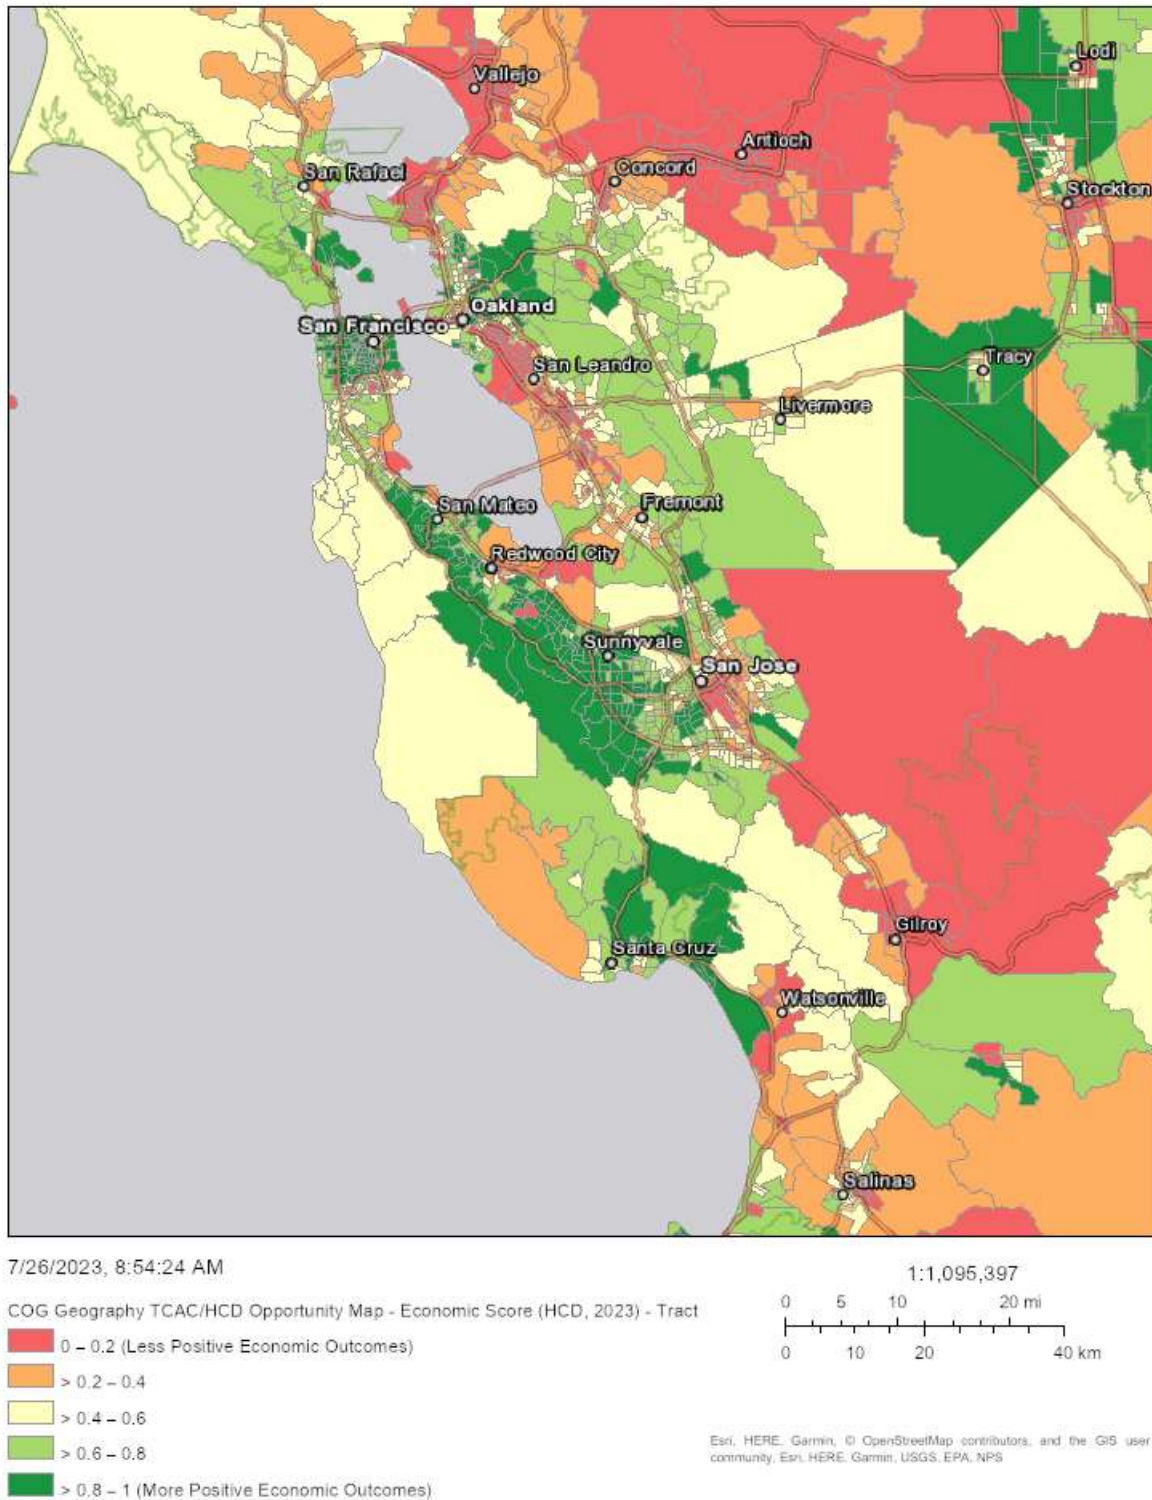 Lodi
Vallejo
Antioch
Concord
San Rafael
Stockton
Oakland
San Francisco
Tracy
San Leandro
Livermore
San Mateo
Fremont
Redwood City
Sunnyvale
San Jose
Gilroy
Santa Cruz
Watsonville
Salinas
7/26/2023, 8:54:24 AM
1:1,095,397
COG Geography TCAC/HCD Opportunity Map - Economic Score (HCD, 2023) - Tract
0 – 0.2 (Less Positive Economic Outcomes)
> 0.2 – 0.4
> 0.4 – 0.6
> 0.6 – 0.8
> 0.8 – 1 (More Positive Economic Outcomes)
0 5 10 20 mi
0 10 20 40 km
Esri, HERE, Garmin, © OpenStreetMap contributors, and the GIS user
community, Esri, HERE, Garmin, USGS, EPA, NPS